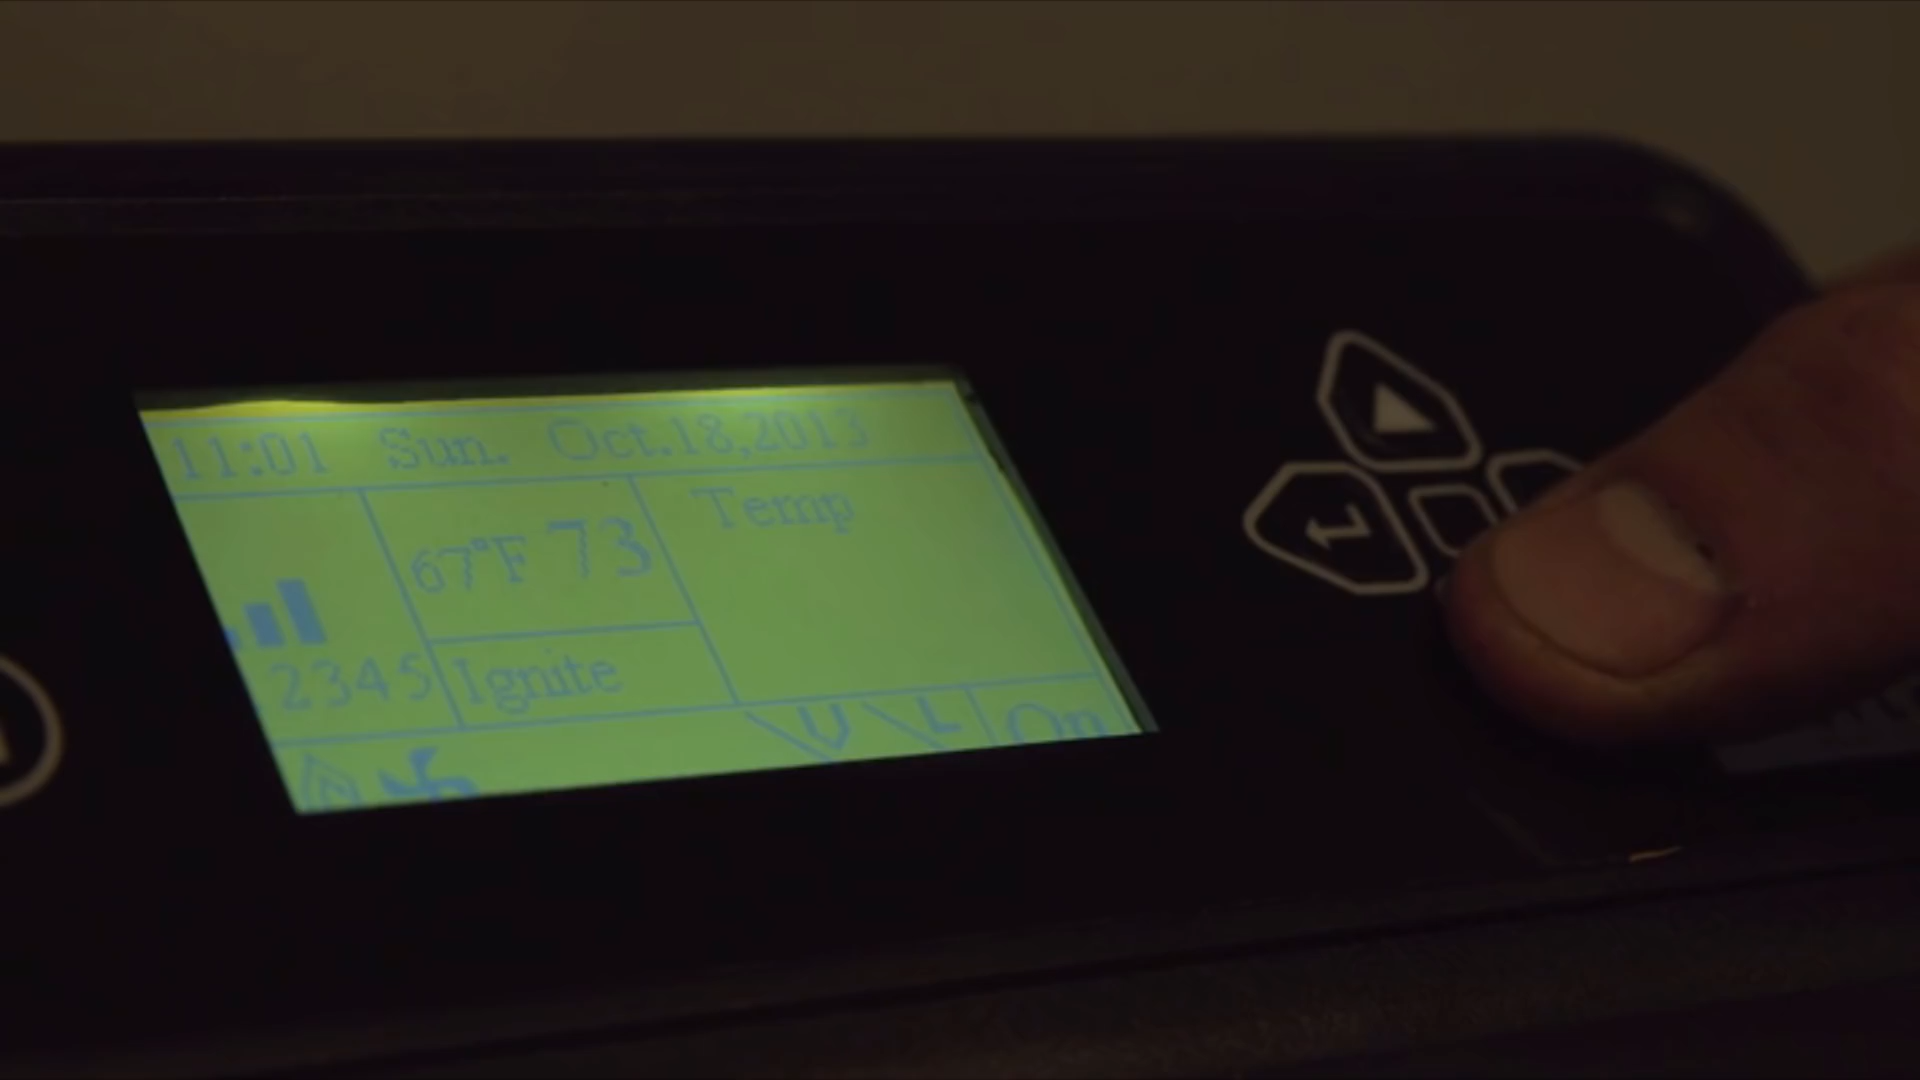 11:01 Sun. Oct.18,2013
67°F 73
Temp
2345
Ignite
On